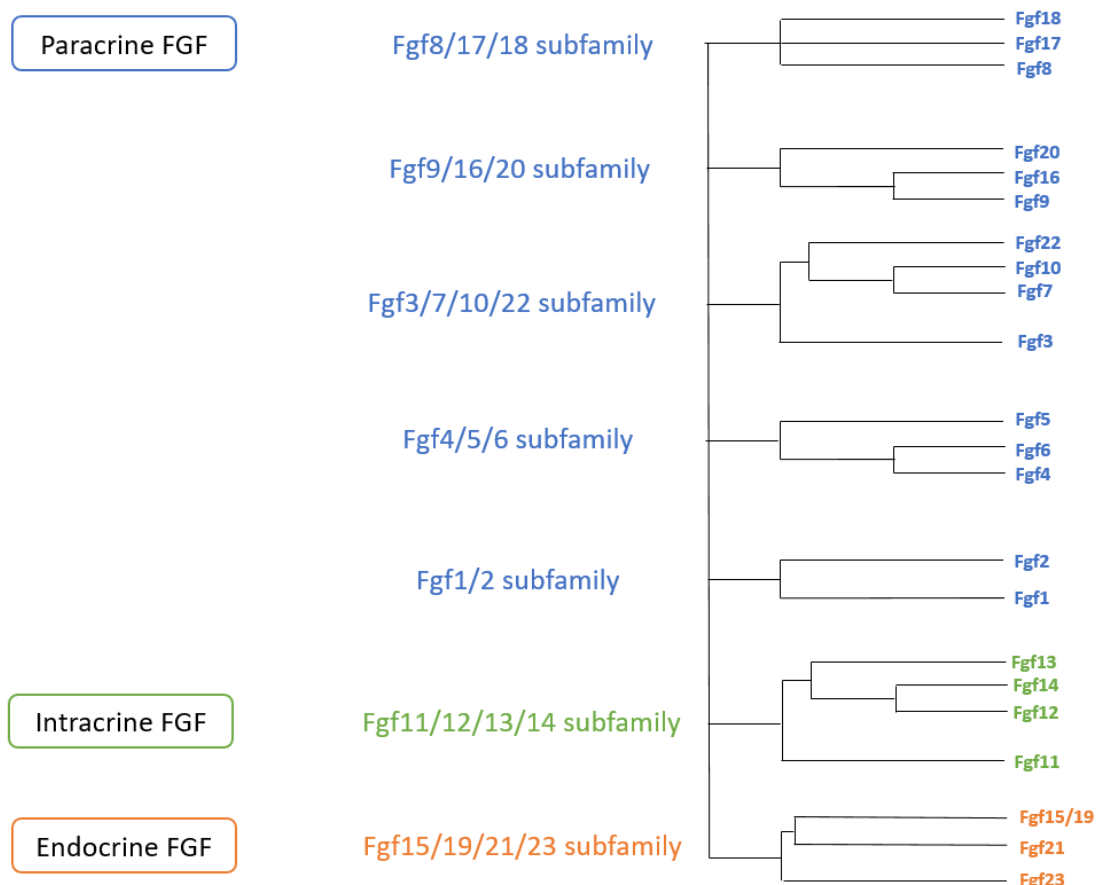 Paracrine FGF
Fgf8/17/18 subfamily
Fgf18
Fgf17
Fgf8
Fgf9/16/20 subfamily
Fgf20
Fgf16
Fgf9
Fgf3/7/10/22 subfamily
Fgf22
Fgf10
Fgf7
Fgf3
Fgf4/5/6 subfamily
Fgf5
Fgf6
Fgf4
Fgf1/2 subfamily
Fgf2
Fgf1
Intracrine FGF
Fgf11/12/13/14 subfamily
Fgf13
Fgf14
Fgf12
Fgf11
Endocrine FGF
Fgf15/19/21/23 subfamily
Fgf15/19
Fgf21
Fgf23